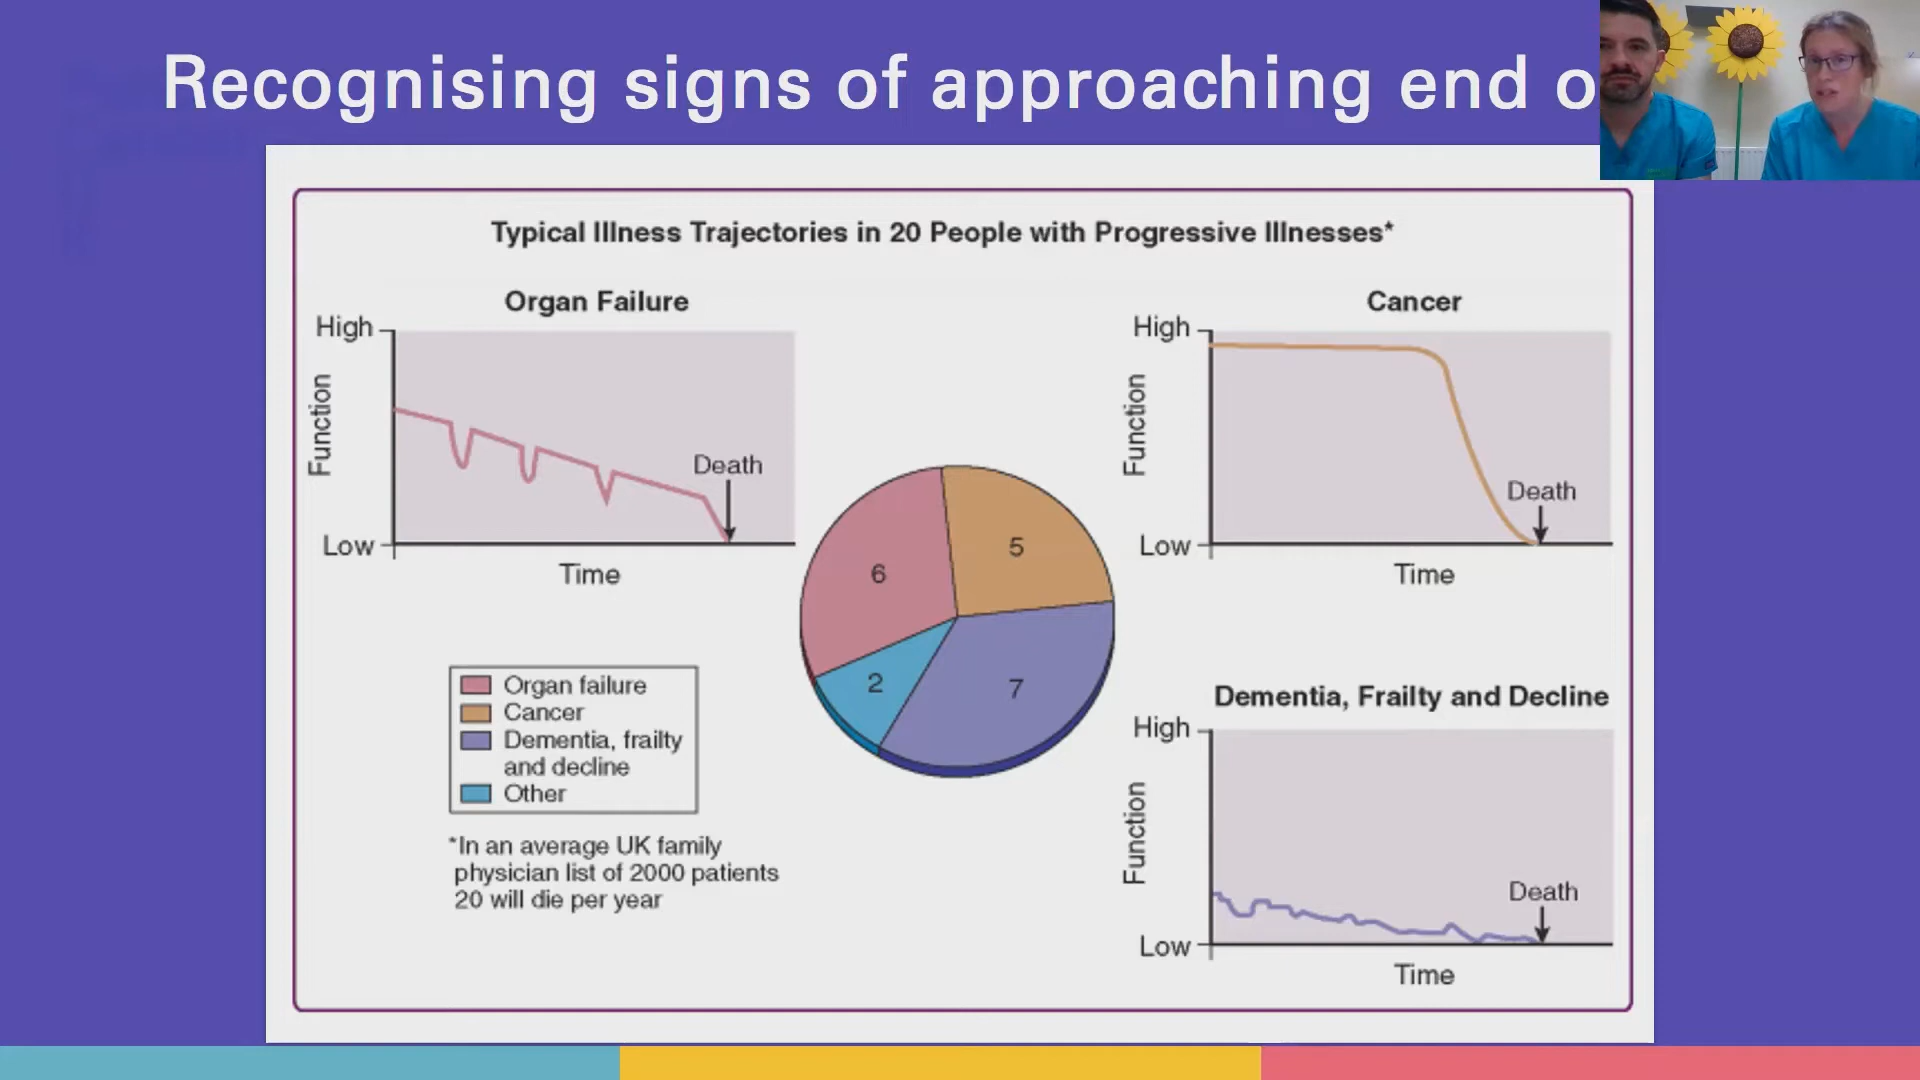 Recognising signs of approaching end o
Typical Illness Trajectories in 20 People with Progressive Illnesses*
Organ Failure
High
Function
Low
Time
Death
Cancer
High
Function
Low
Time
Death
6
5
2
7
Organ failure
Cancer
Dementia, frailty
and decline
Other
*In an average UK family
physician list of 2000 patients
20 will die per year
Dementia, Frailty and Decline
High
Function
Low
Time
Death